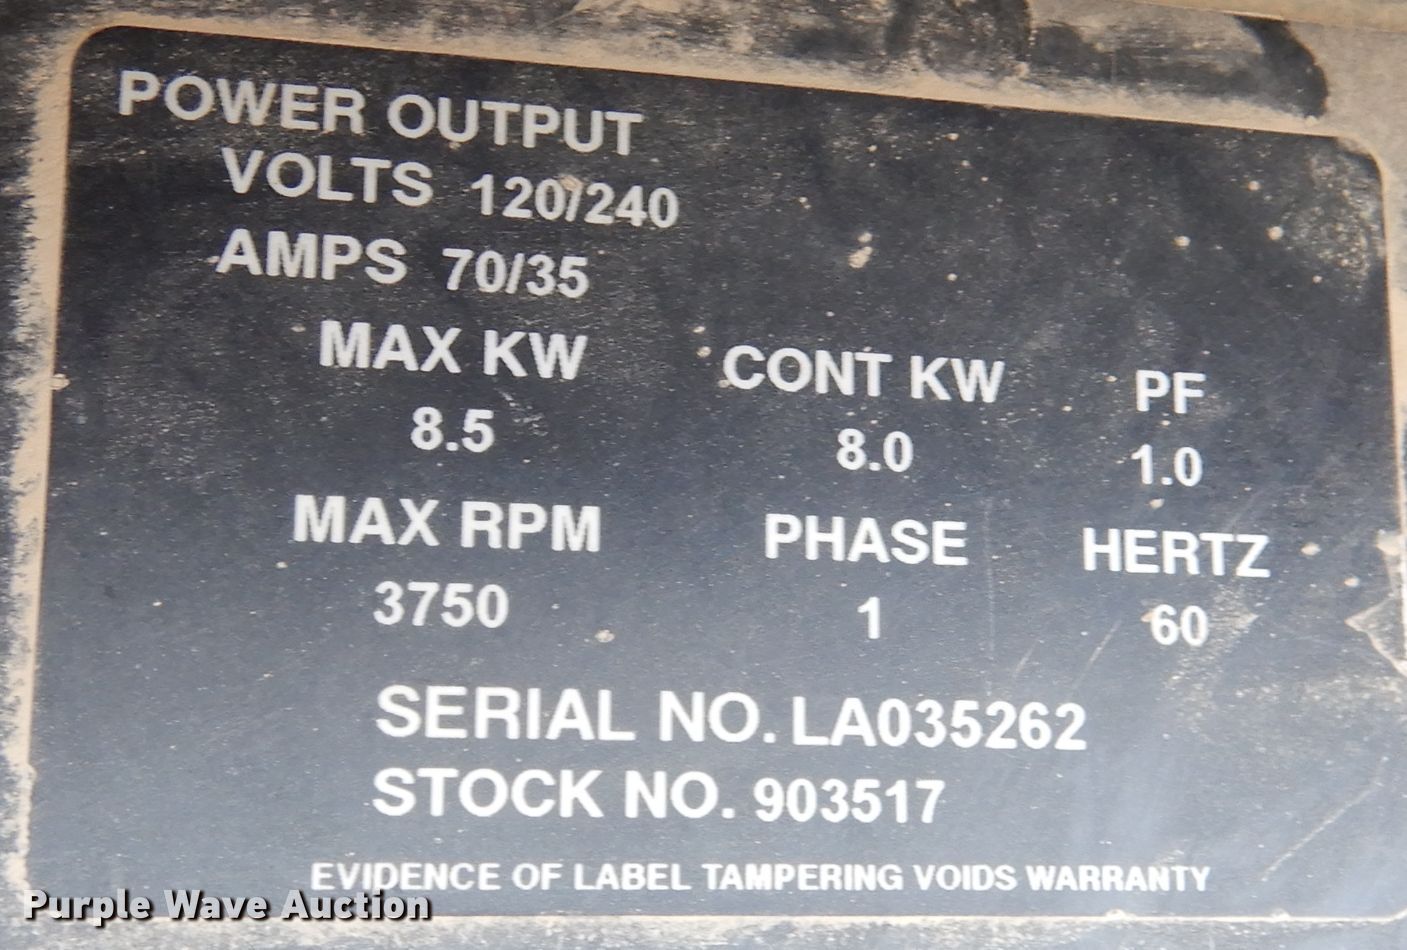 POWER OUTPUT
VOLTS 120/240
AMPS 70/35
MAX KW CONT KW PF
8.5 8.0 1.0
MAX RPM PHASE HERTZ
3750 1 60
SERIAL NO. LA035262
STOCK NO. 903517
EVIDENCE OF LABEL TAMPERING VOIDS WARRANTY
Purple Wave Auction